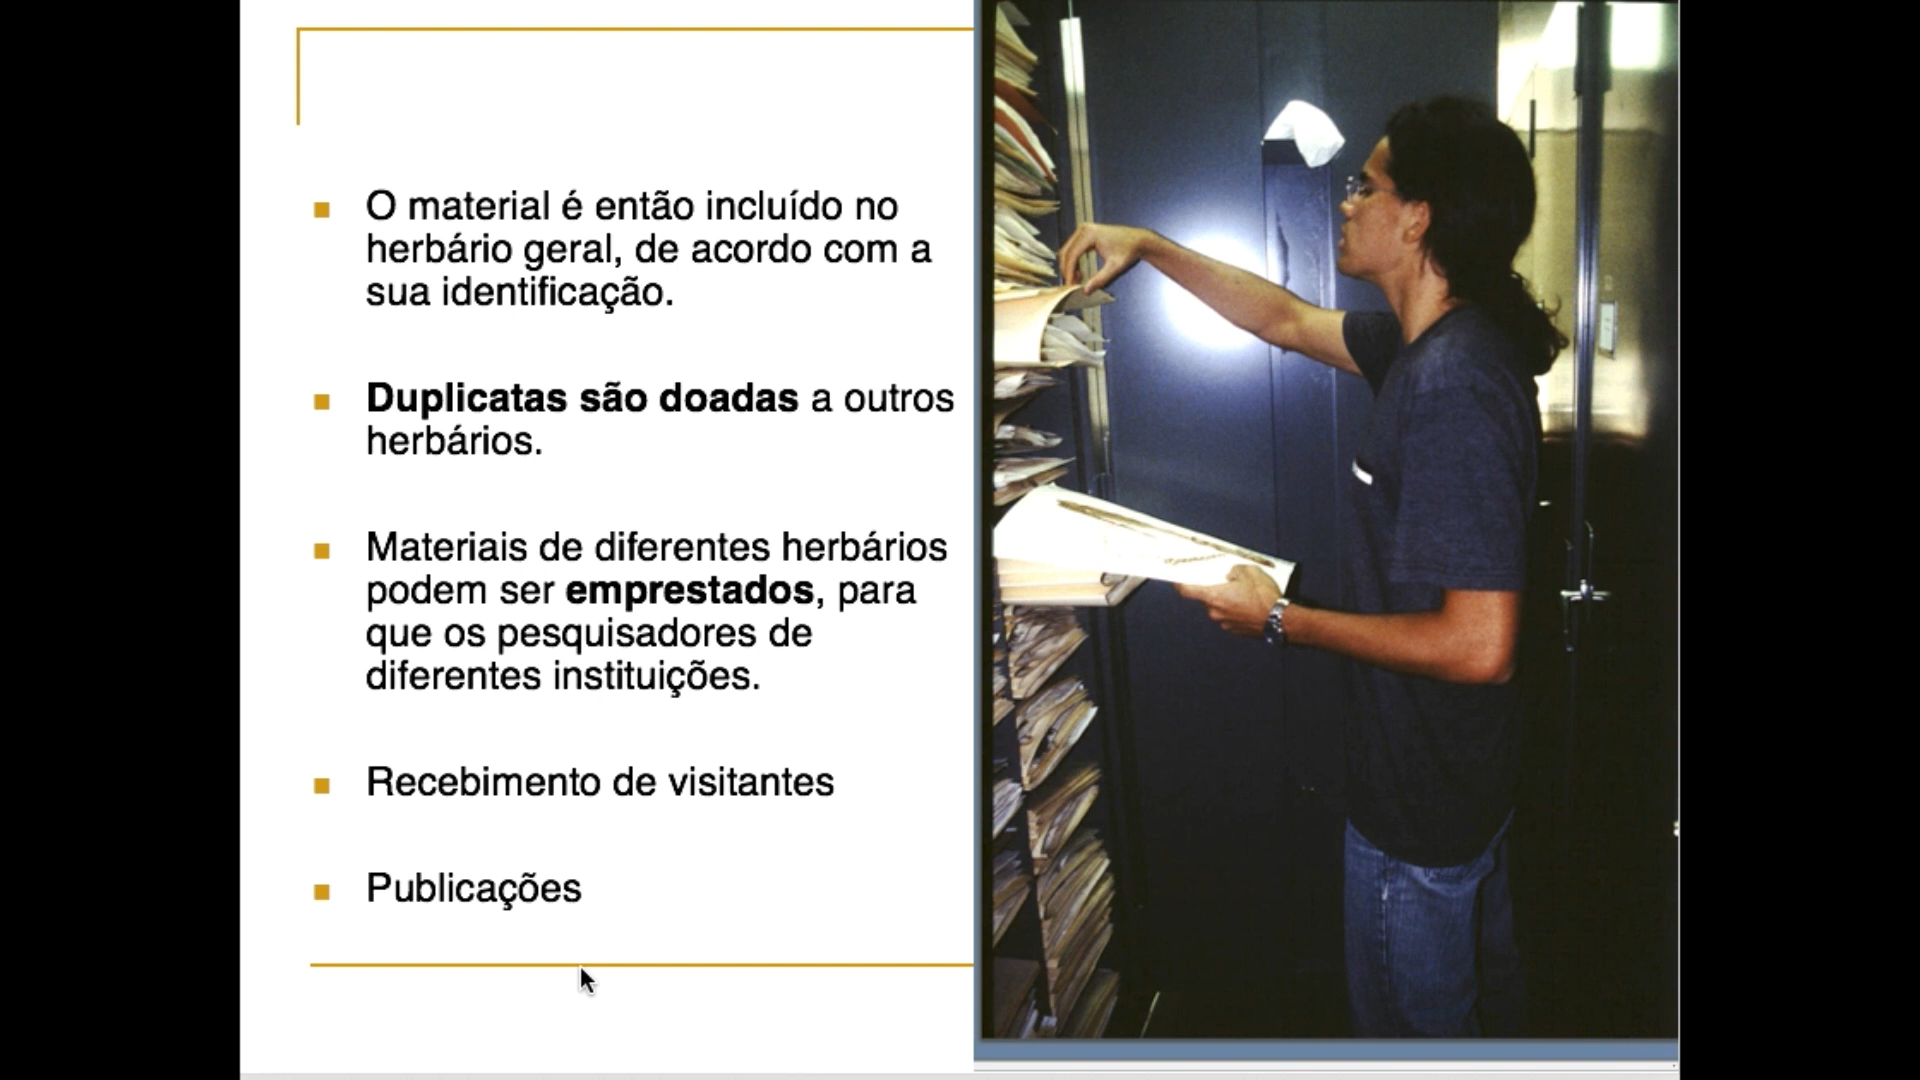 O material é então incluído no
herbário geral, de acordo com a
sua identificação.
Duplicatas são doadas a outros
herbários.
Materiais de diferentes herbários
podem ser emprestados, para
que os pesquisadores de
diferentes instituições.
Recebimento de visitantes
Publicações